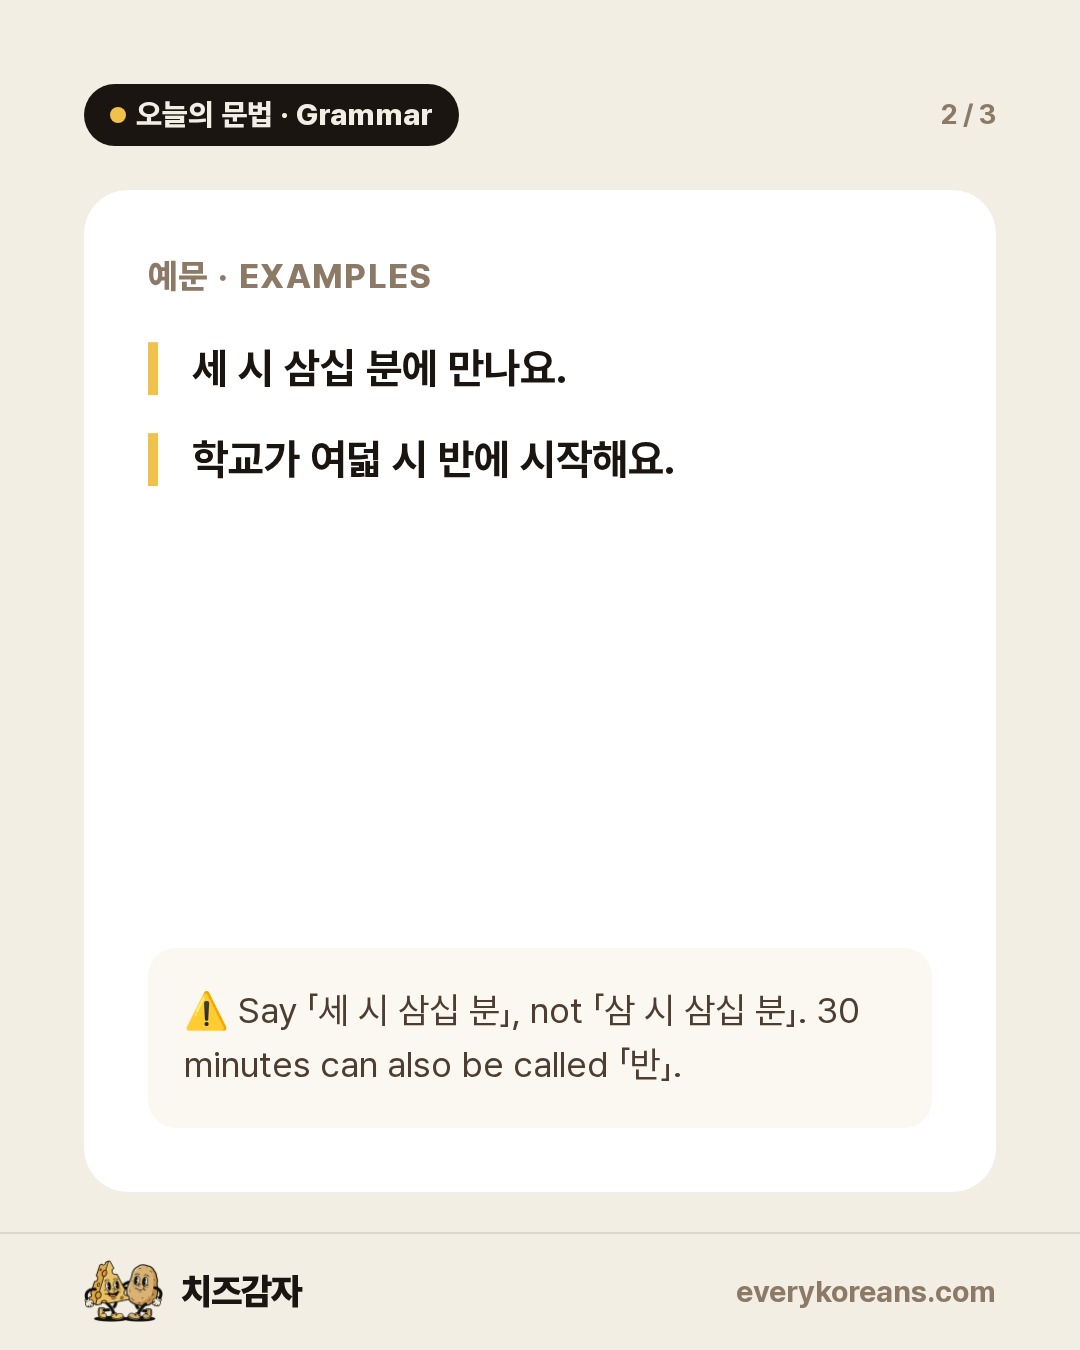 오늘의 문법 · Grammar
2 / 3
예문 · EXAMPLES
세 시 삼십 분에 만나요.
학교가 여덟 시 반에 시작해요.
⚠️ Say「세 시 삼십 분」, not「삼 시 삼십 분」. 30
minutes can also be called「반」.
치즈감자
everykoreans.com